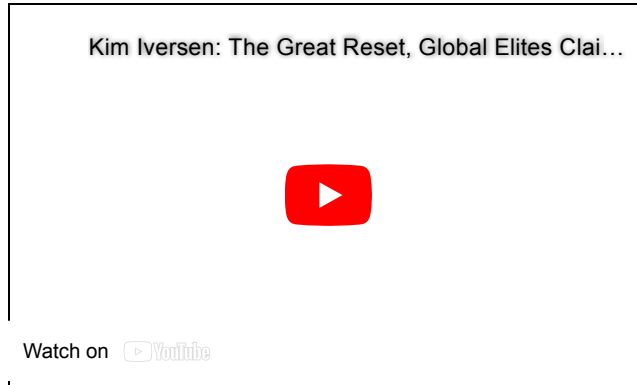 Kim Iversen: The Great Reset, Global Elites Clai…
Watch on YouTube